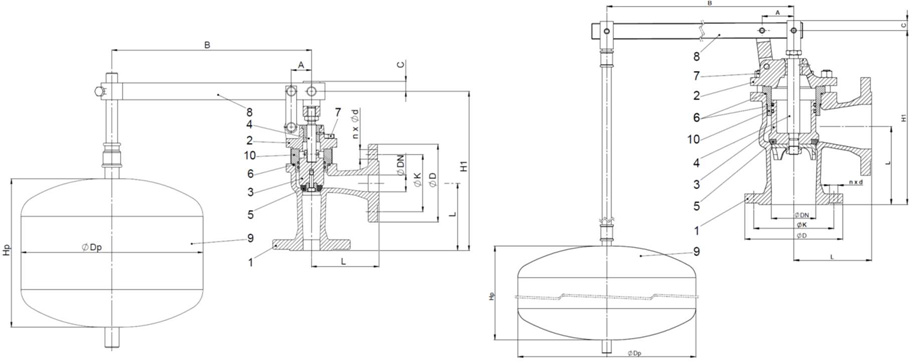 B
A
C
8
7
4
2
10
6
3
5
1
n x Ød
ØDN
ØK
ØD
H1
L
L
Hp
ØDp
9
B
A
C
8
7
2
6
10
4
3
5
1
H1
L
n x d
ØDN
ØK
ØD
L
9
Hp
ØDp